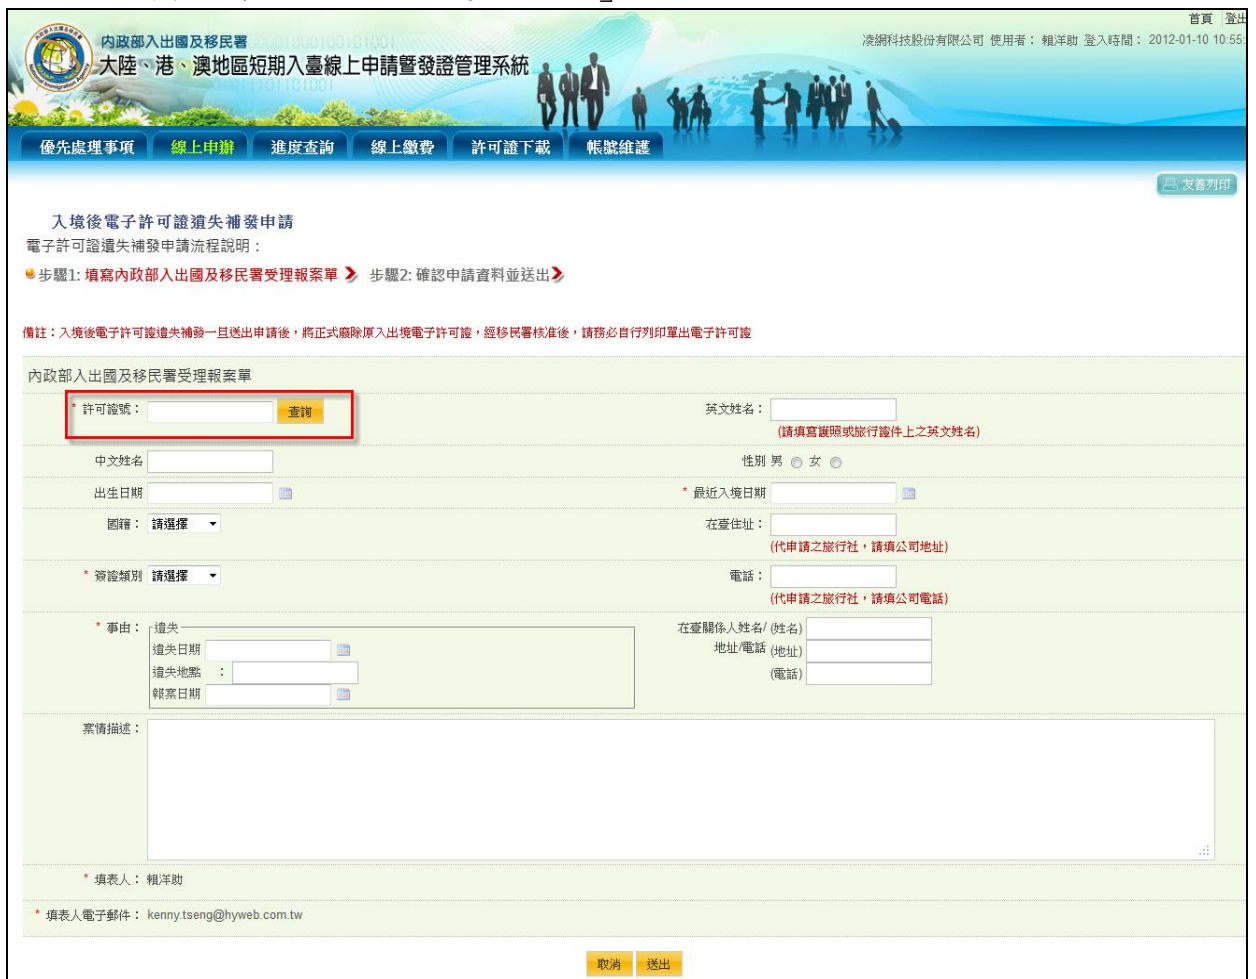 首頁 登出
凌網科技股份有限公司 使用者： 賴洋助 登入時間： 2012-01-10 10:55:
內政部入出國及移民署
大陸、港、澳地區短期入臺線上申請暨發證管理系統
優先處理事項 線上申辦 進度查詢 線上繳費 許可證下載 帳號維護
友善列印
入境後電子許可證遺失補發申請
電子許可證遺失補發申請流程說明：
步驟1: 填寫內政部入出國及移民署受理報案單 步驟2: 確認申請資料並送出
備註：入境後電子許可證遺失補發一旦送出申請後，將正式廢除原入出境電子許可證，經移民署核准後，請務必自行列印單出電子許可證
內政部入出國及移民署受理報案單
* 許可證號： 查詢 英文姓名：
(請填寫護照或旅行證件上之英文姓名)
中文姓名 性別 男 女
出生日期 * 最近入境日期
國籍： 請選擇 在臺住址：
(代申請之旅行社，請填公司地址)
* 簽證類別 請選擇 電話：
(代申請之旅行社，請填公司電話)
* 事由： 遺失 在臺關係人姓名/ (姓名)
遺失日期 地址/電話 (地址)
遺失地點 ： (電話)
報案日期
案情描述：
* 填表人： 賴洋助
* 填表人電子郵件： kenny.tseng@hyweb.com.tw
取消 送出